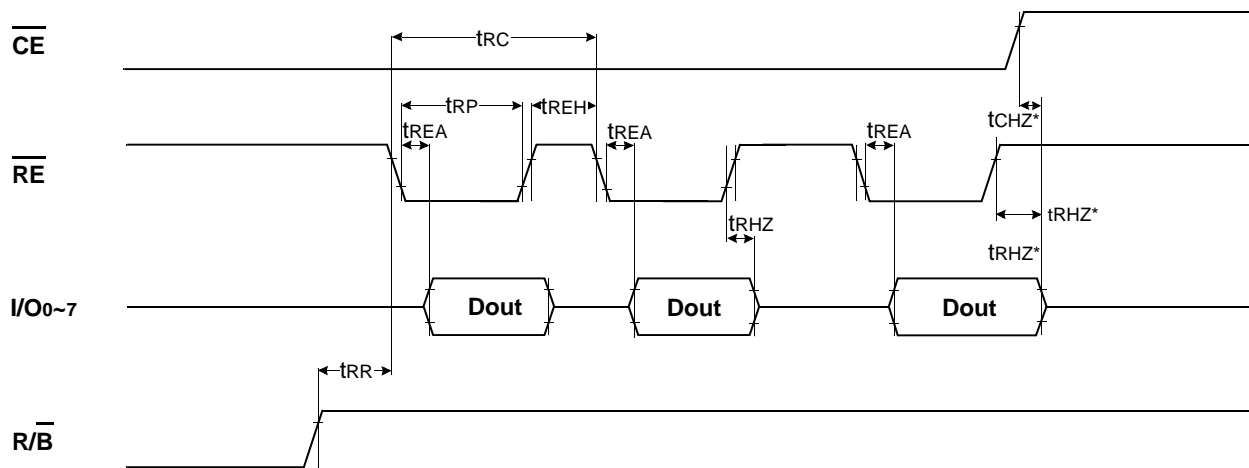 CE
tRC
tRP
tREH
tCHZ*
tREA
tREA
tREA
RE
tRHZ
tRHZ*
tRHZ*
I/O0~7
Dout
Dout
Dout
tRR
R/B